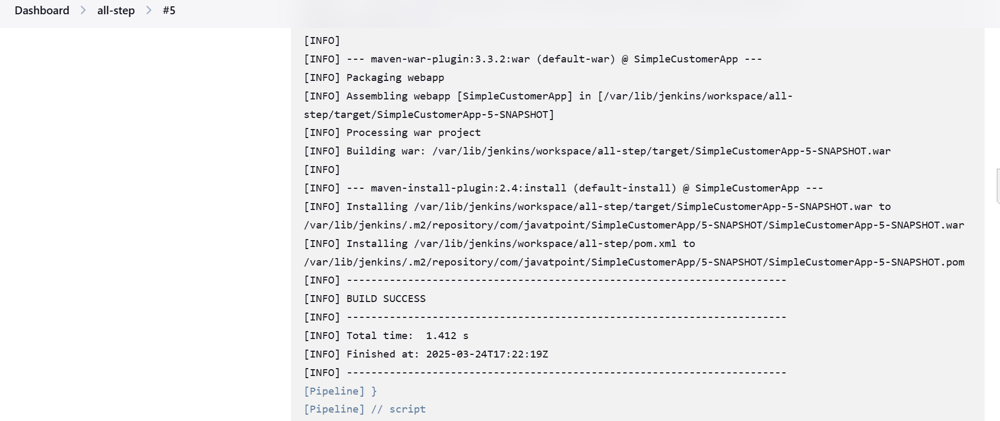 Dashboard > all-step > #5
[INFO]
[INFO] --- maven-war-plugin:3.3.2:war (default-war) @ SimpleCustomerApp ---
[INFO] Packaging webapp
[INFO] Assembling webapp [SimpleCustomerApp] in [/var/lib/jenkins/workspace/all-
step/target/SimpleCustomerApp-5-SNAPSHOT]
[INFO] Processing war project
[INFO] Building war: /var/lib/jenkins/workspace/all-step/target/SimpleCustomerApp-5-SNAPSHOT.war
[INFO]
[INFO] --- maven-install-plugin:2.4:install (default-install) @ SimpleCustomerApp ---
[INFO] Installing /var/lib/jenkins/workspace/all-step/target/SimpleCustomerApp-5-SNAPSHOT.war to
/var/lib/jenkins/.m2/repository/com/javatpoint/SimpleCustomerApp/5-SNAPSHOT/SimpleCustomerApp-5-SNAPSHOT.war
[INFO] Installing /var/lib/jenkins/workspace/all-step/pom.xml to
/var/lib/jenkins/.m2/repository/com/javatpoint/SimpleCustomerApp/5-SNAPSHOT/SimpleCustomerApp-5-SNAPSHOT.pom
[INFO] ------------------------------------------------------------------------
[INFO] BUILD SUCCESS
[INFO] ------------------------------------------------------------------------
[INFO] Total time:  1.412 s
[INFO] Finished at: 2025-03-24T17:22:19Z
[INFO] ------------------------------------------------------------------------
[Pipeline] }
[Pipeline] // script